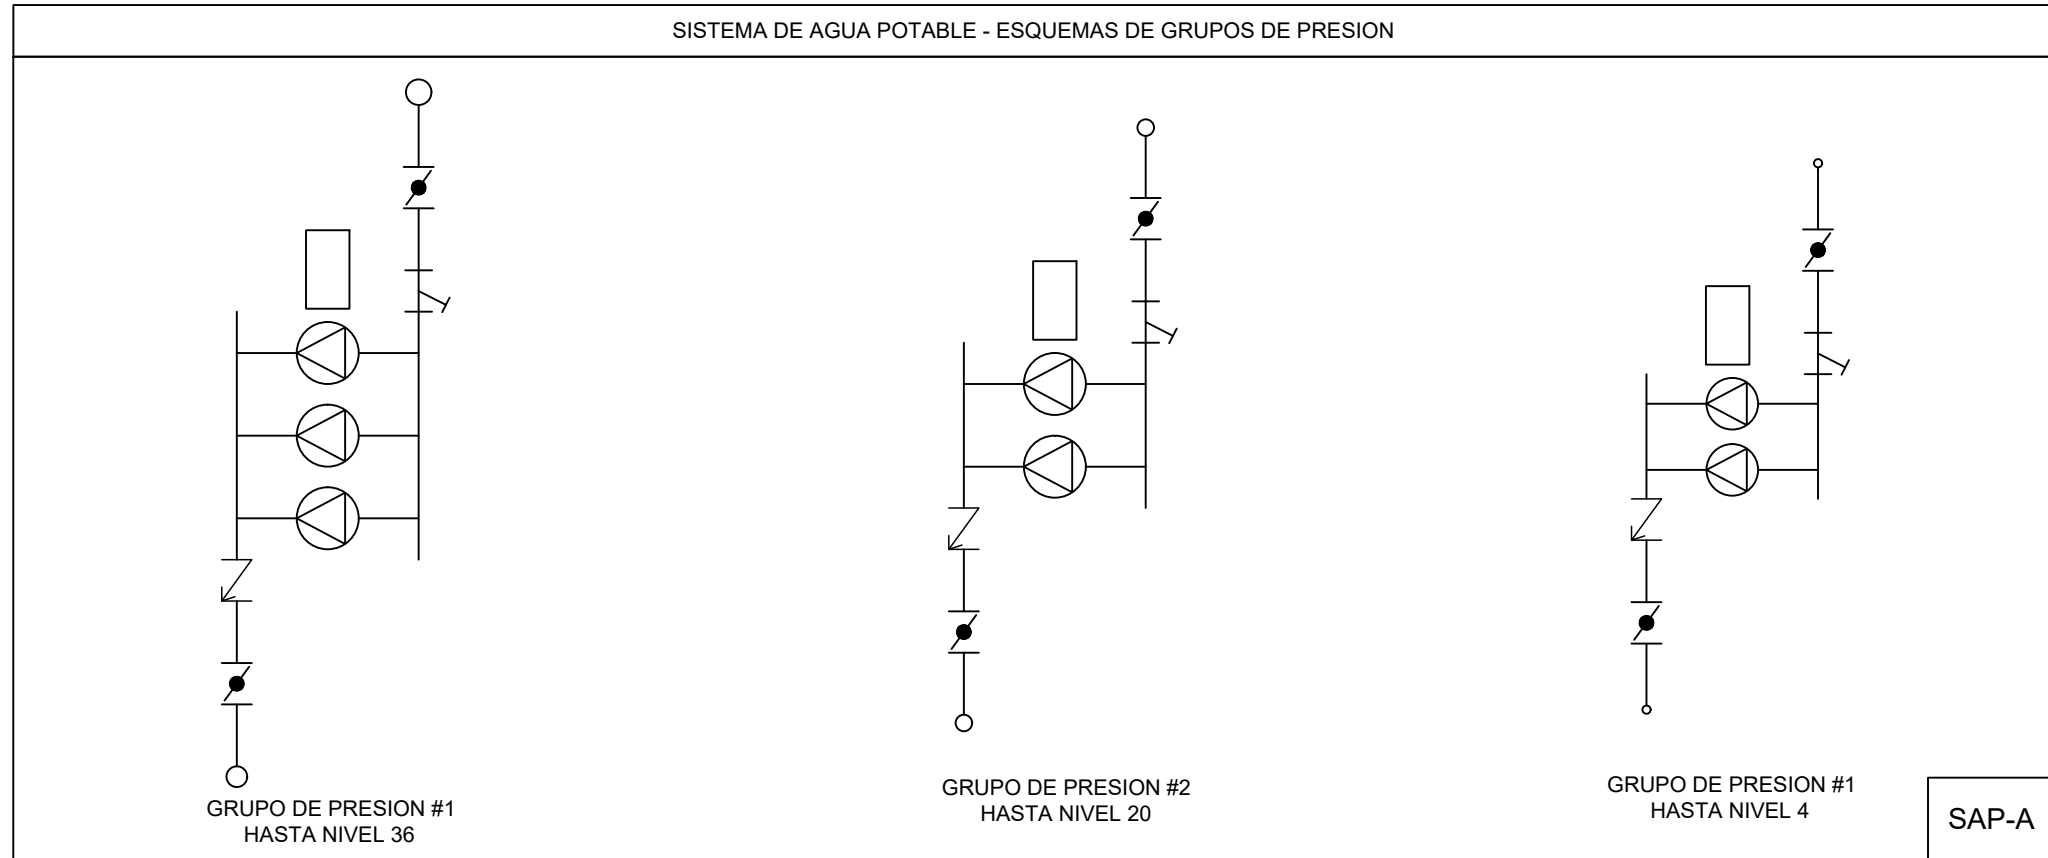 SISTEMA DE AGUA POTABLE - ESQUEMAS DE GRUPOS DE PRESION
GRUPO DE PRESION #1
HASTA NIVEL 36
GRUPO DE PRESION #2
HASTA NIVEL 20
GRUPO DE PRESION #1
HASTA NIVEL 4
SAP-A